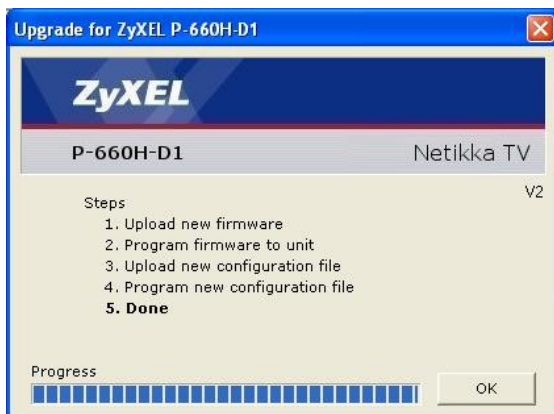 Upgrade for ZyXEL P-660H-D1
ZyXEL
P-660H-D1
Netikka TV
V2
Steps
1. Upload new firmware
2. Program firmware to unit
3. Upload new configuration file
4. Program new configuration file
5. Done
Progress
OK